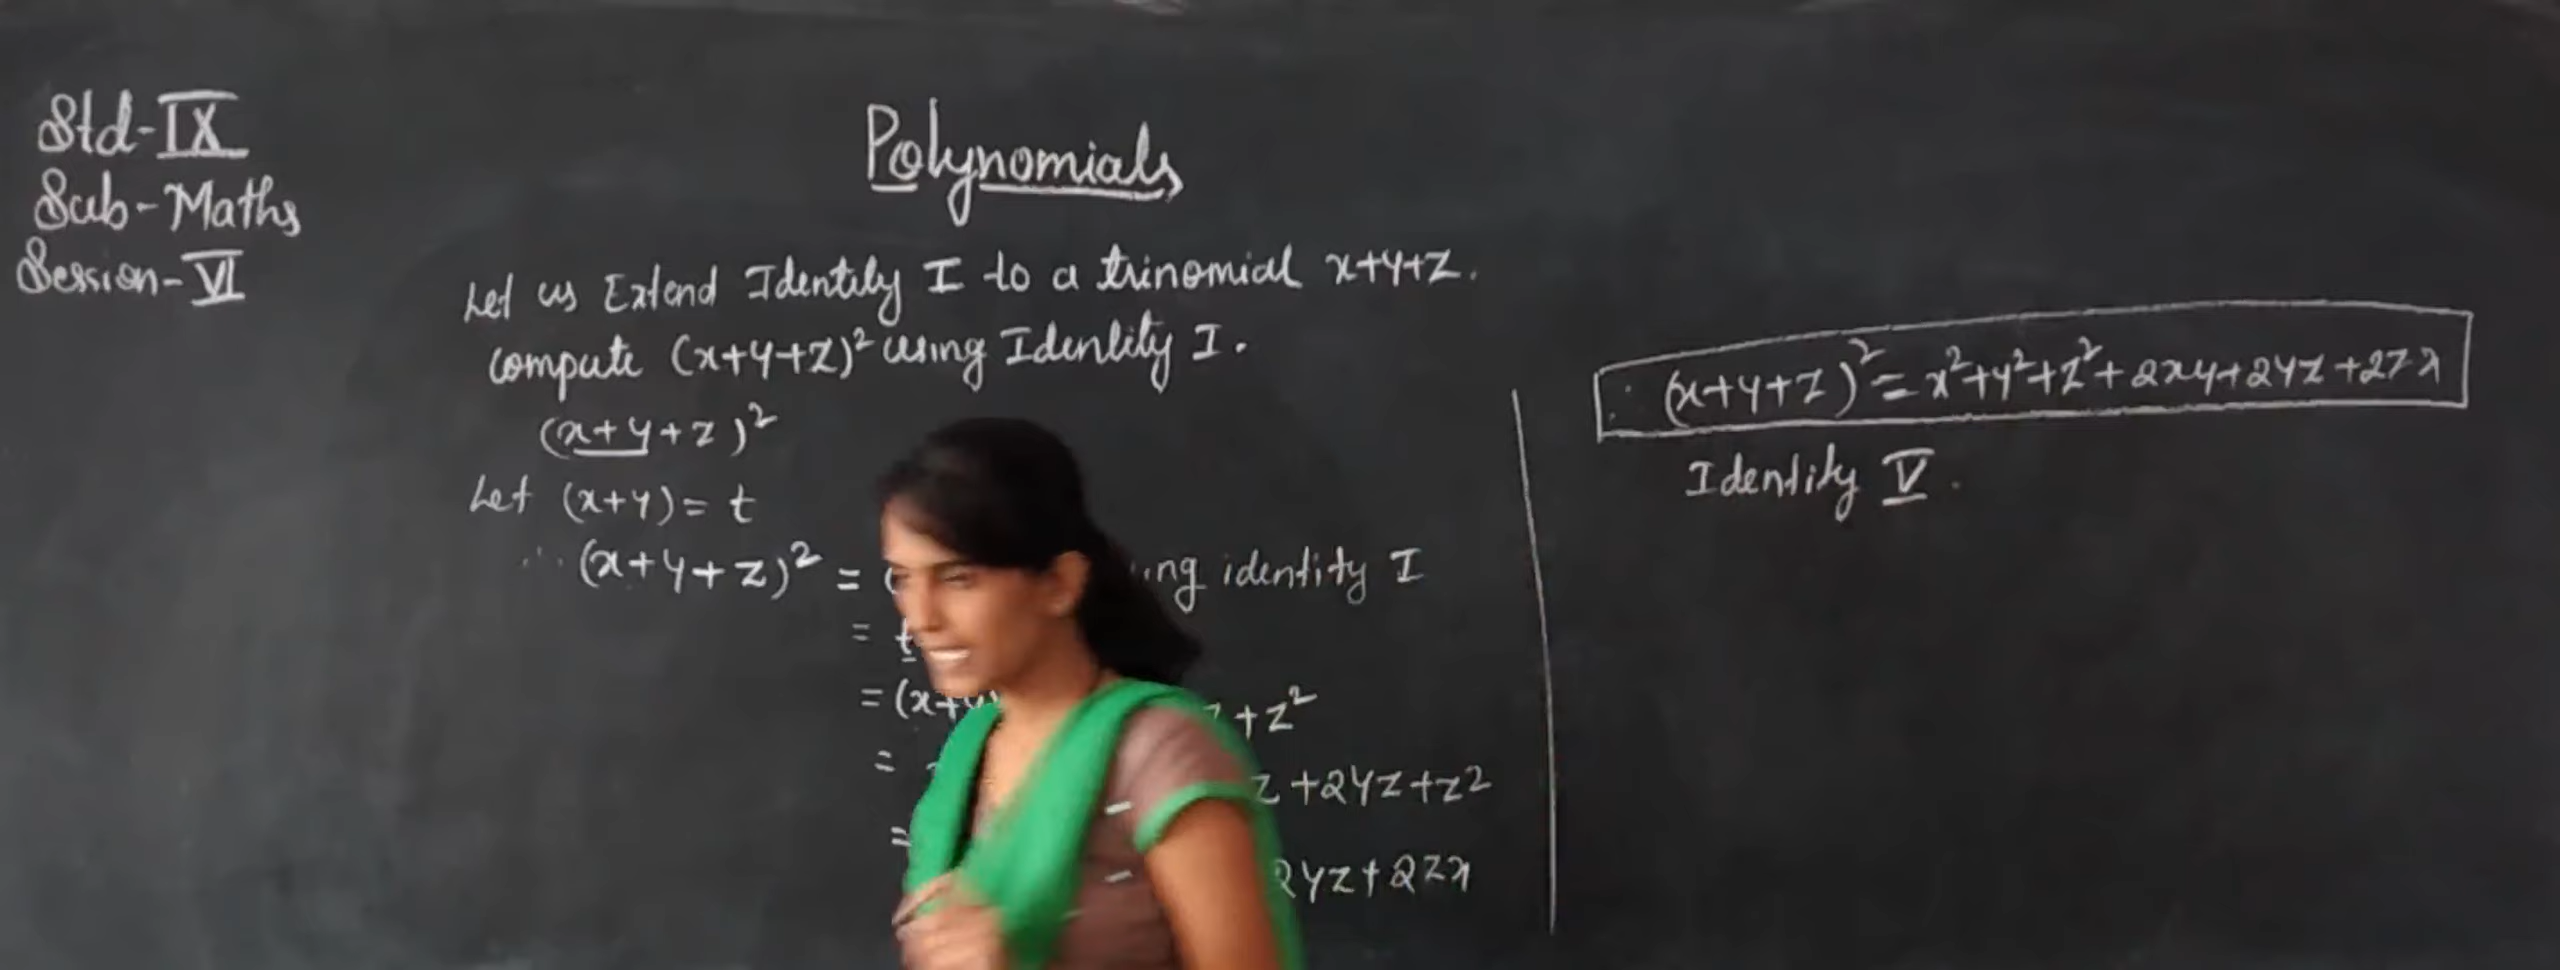 Std-IX
Sub-Maths
Session-VI
Polynomials
Let us Extend Identity I to a trinomial x+y+z.
compute (x+y+z)² using Identity I.
(x+y+z)²
Let (x+y)= t
∴ (x+y+z)² = ( identity I
= t
= (x+y) +z²
= z +2yz+z²
= 2yz+2zx
∴ (x+y+z)²= x²+y²+z²+2xy+2yz+2zx
Identity V.